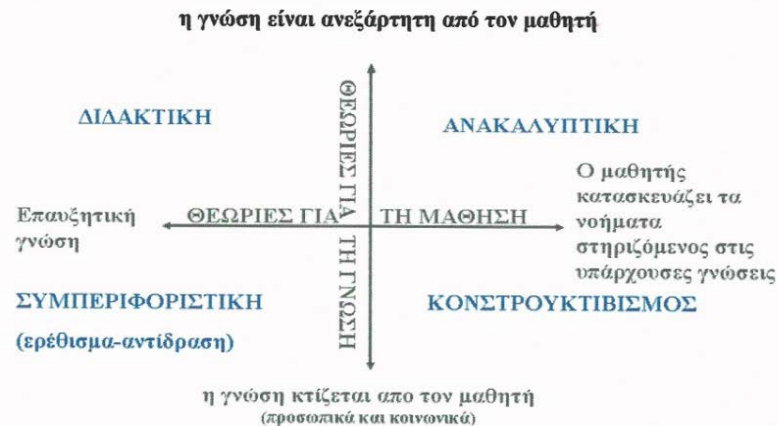 η γνώση είναι ανεξάρτητη από τον μαθητή
ΘΕΩΡΙΕΣ ΓΙΑ ΤΗ ΓΝΩΣΗ
ΔΙΔΑΚΤΙΚΗ
ΑΝΑΚΑΛΥΠΤΙΚΗ
Επαυξητική
γνώση
ΘΕΩΡΙΕΣ ΓΙΑ ΤΗ ΜΑΘΗΣΗ
Ο μαθητής
κατασκευάζει τα
νοήματα
στηριζόμενος στις
υπάρχουσες γνώσεις
ΣΥΜΠΕΡΙΦΟΡΙΣΤΙΚΗ
(ερέθισμα-αντίδραση)
ΚΟΝΣΤΡΟΥΚΤΙΒΙΣΜΟΣ
η γνώση κτίζεται απο τον μαθητή
(προσωπικά και κοινωνικά)